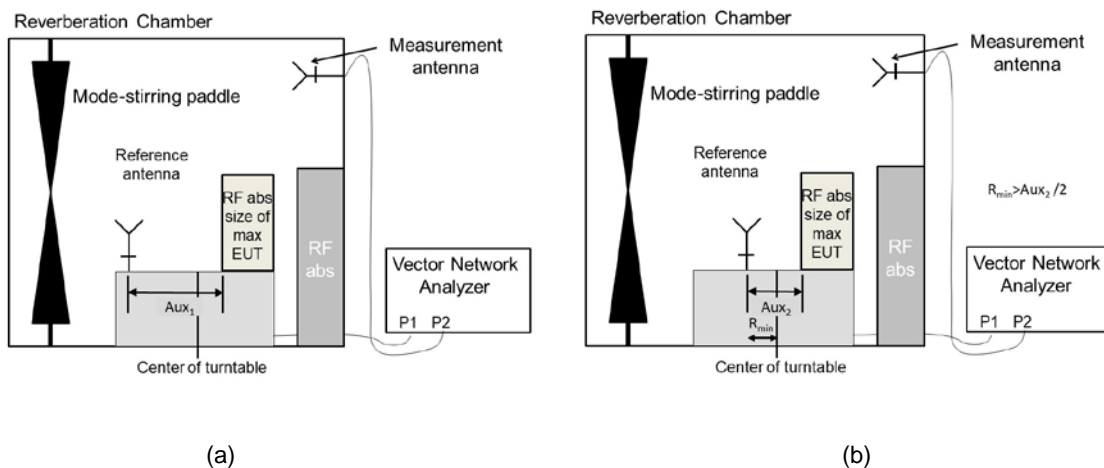 Reverberation Chamber
Measurement
antenna
Mode-stirring paddle
Reference
antenna
RF abs
size of
max
EUT
RF
abs
Vector Network
Analyzer
P1 P2
Aux₁
Center of turntable
(a)
Reverberation Chamber
Measurement
antenna
Mode-stirring paddle
Reference
antenna
RF abs
size of
max
EUT
RF
abs
R_min>Aux₂ /2
Vector Network
Analyzer
P1 P2
Aux₂
R_min
Center of turntable
(b)